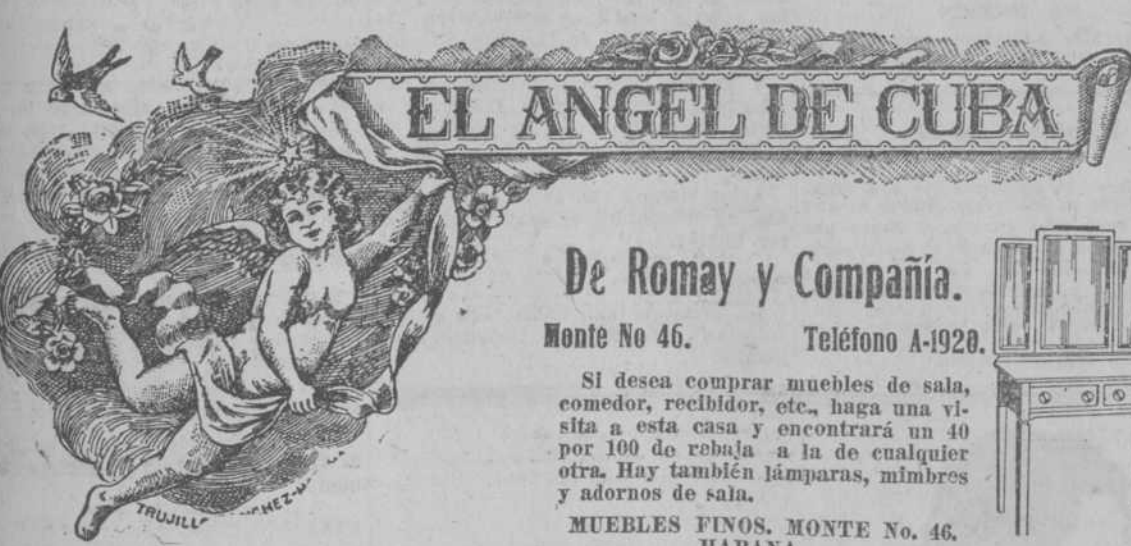 EL ANGEL DE CUBA
De Romay y Compañía.
Monte No 46. Teléfono A-1920.
Si desea comprar muebles de sala,
comedor, recibidor, etc., haga una vi-
sita a esta casa y encontrará un 40
por 100 de rebaja a la de cualquier
otra. Hay también lámparas, mimbres
y adornos de sala.
MUEBLES FINOS. MONTE No. 46.
HABANA